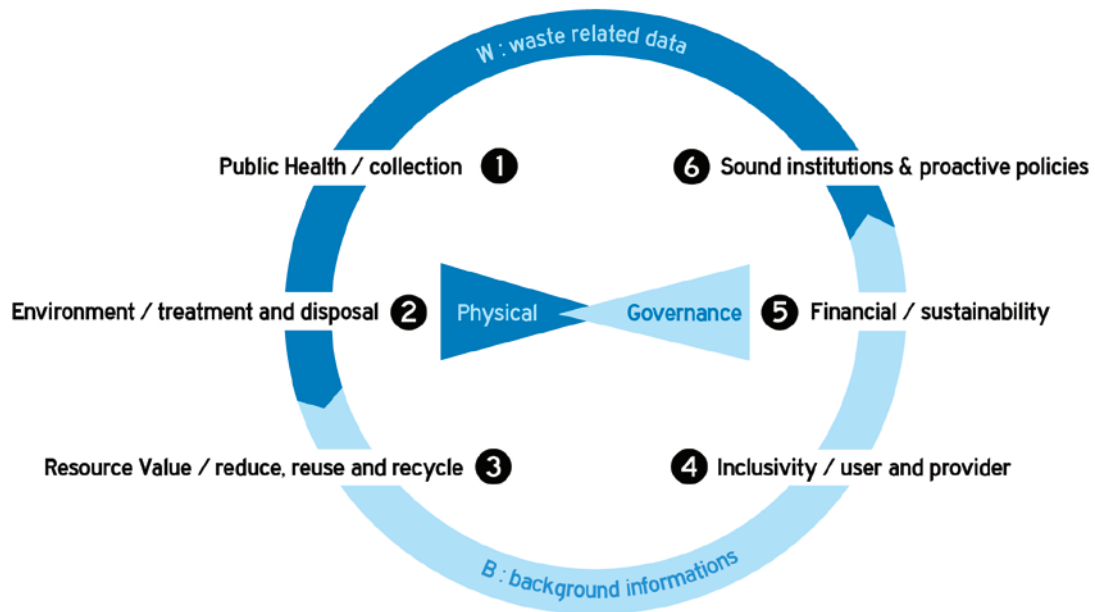 W : waste related data
Public Health / collection 1
6 Sound institutions & proactive policies
Environment / treatment and disposal 2
Physical
Governance
5 Financial / sustainability
Resource Value / reduce, reuse and recycle 3
4 Inclusivity / user and provider
B : background informations